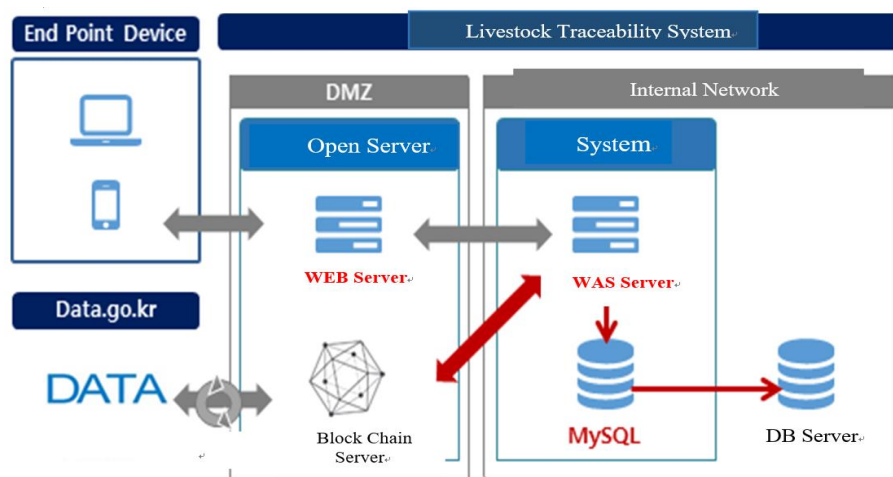 End Point Device
Livestock Traceability System
DMZ
Internal Network
Open Server
System
WEB Server
WAS Server
Data.go.kr
DATA
Block Chain
Server
MySQL
DB Server